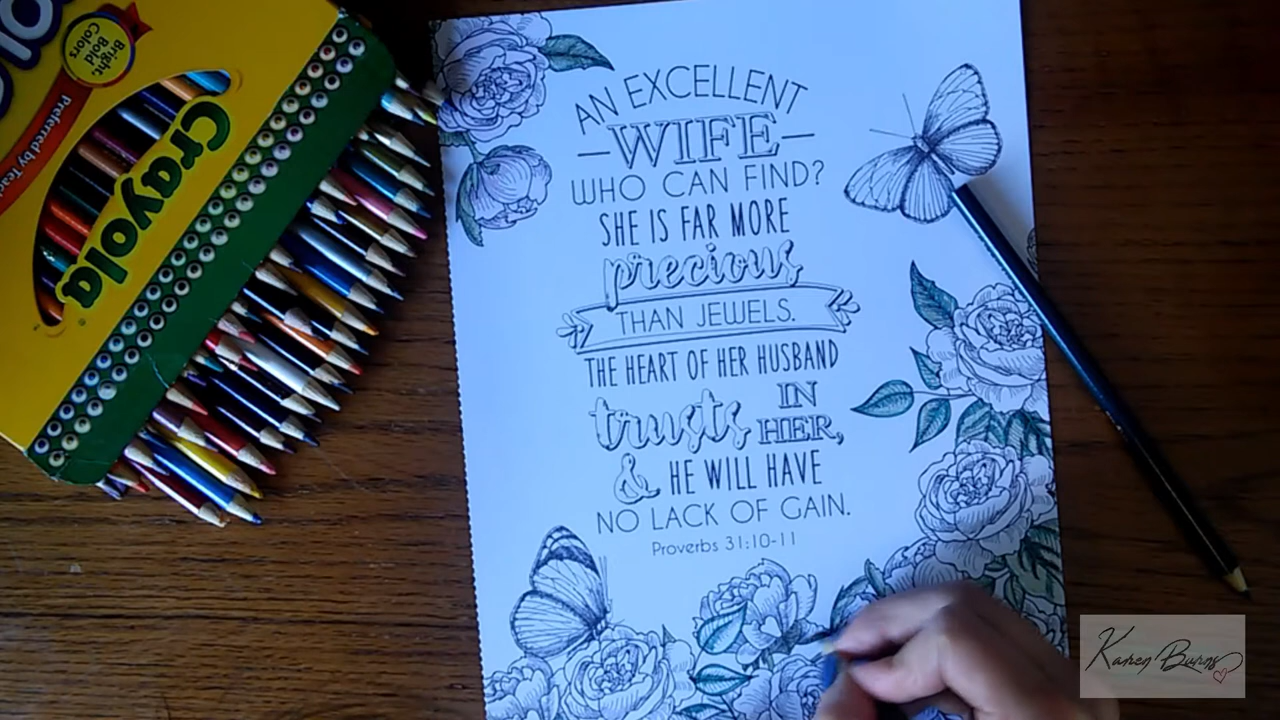 Bright,
Bold
Colors
Preferred by
Crayola
AN EXCELLENT
WIFE
WHO CAN FIND?
SHE IS FAR MORE
precious
THAN JEWELS.
THE HEART OF HER HUSBAND
trusts IN
HER,
& HE WILL HAVE
NO LACK OF GAIN.
Proverbs 31:10-11
Karen Burns